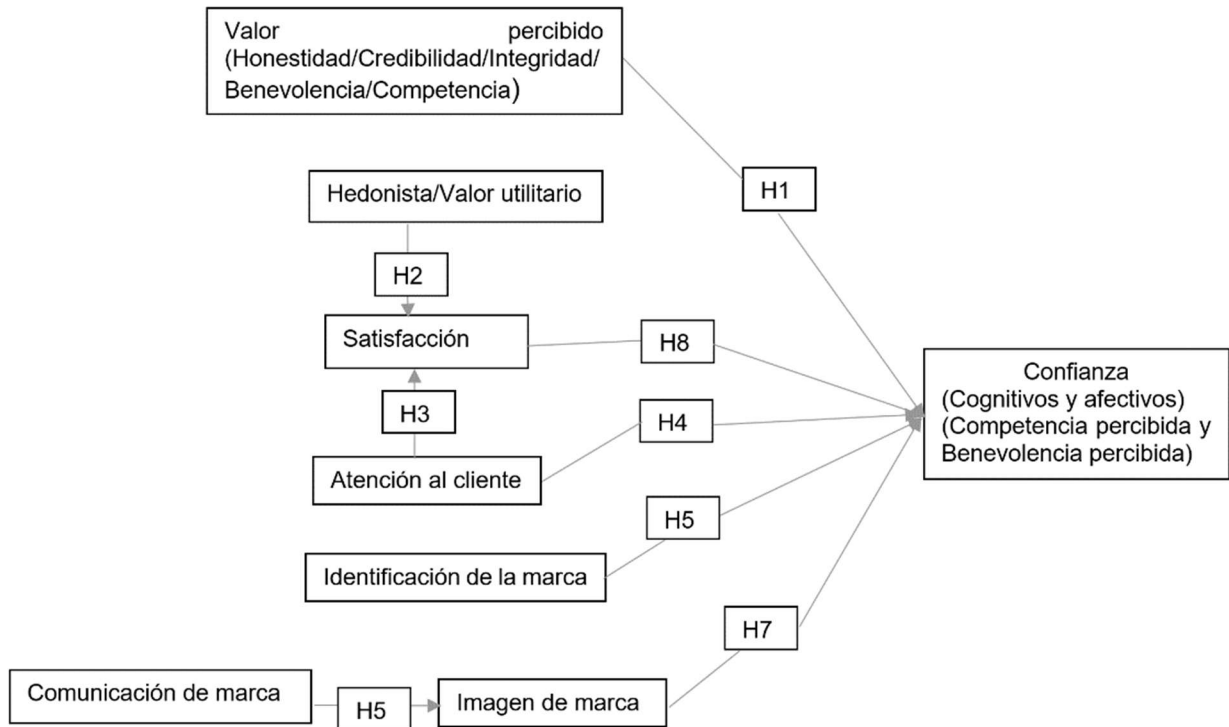 Valor percibido
(Honestidad/Credibilidad/Integridad/
Benevolencia/Competencia)
H1
Hedonista/Valor utilitario
H2
Satisfacción
H8
H3
H4
Confianza
(Cognitivos y afectivos)
(Competencia percibida y
Benevolencia percibida)
Atención al cliente
H5
Identificación de la marca
H7
Comunicación de marca
H5
Imagen de marca